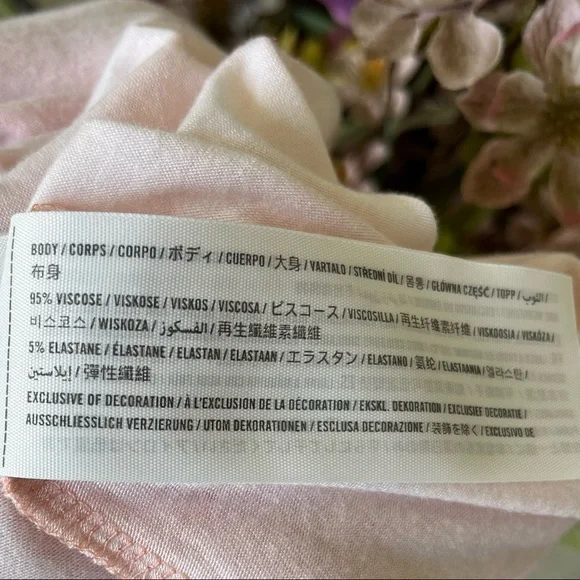 BODY / CORPS / CORPO / ボディ / CUERPO / 大身 / VARTALO / STŘEDNÍ DÍL / 몸통 / GŁÓWNA CZĘŚĆ / TOPP / التوب /
布身
95% VISCOSE / VISKOSE / VISKOS / VISCOSA / ビスコース / VISCOSILLA / 再生纤维素纤维 / VISKOOSIA / VISKÓZA /
비스코스 / WISKOZA / الفسكوز / 再生纖維素纖維
5% ELASTANE / ÉLASTANE / ELASTAN / ELASTAAN / エラスタン / ELASTANO / 氨纶 / ELASTAANIA / 엘라스탄 /
إيلاستين / 彈性纖維
EXCLUSIVE OF DECORATION / À L'EXCLUSION DE LA DÉCORATION / EKSKL. DEKORATION / EXCLUSIEF DECORATIE /
AUSSCHLIESSLICH VERZIERUNG / UTOM DEKORATIONEN / ESCLUSA DECORAZIONE / 装飾を除く / EXCLUSIVO DE